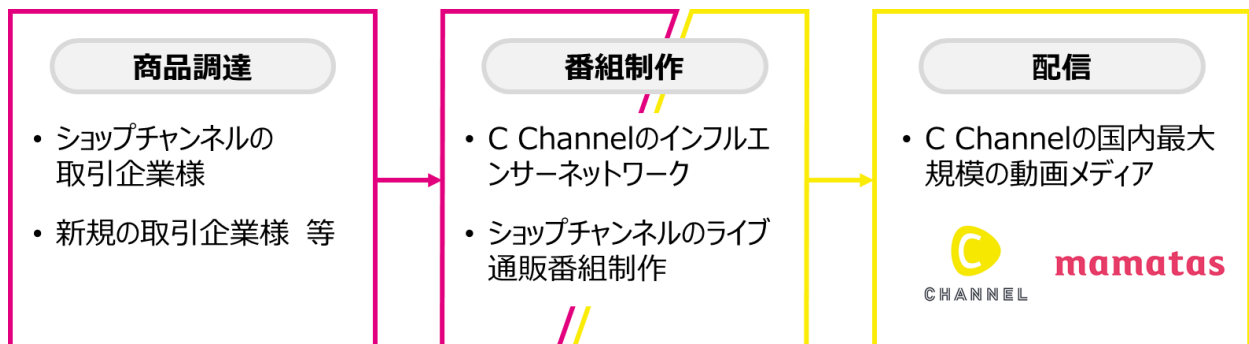 商品調達
• ショップチャンネルの
取引企業様
• 新規の取引企業様 等
番組制作
• C Channelのインフルエ
ンサーネットワーク
• ショップチャンネルのライブ
通販番組制作
配信
• C Channelの国内最大
規模の動画メディア
C
CHANNEL
mamatas